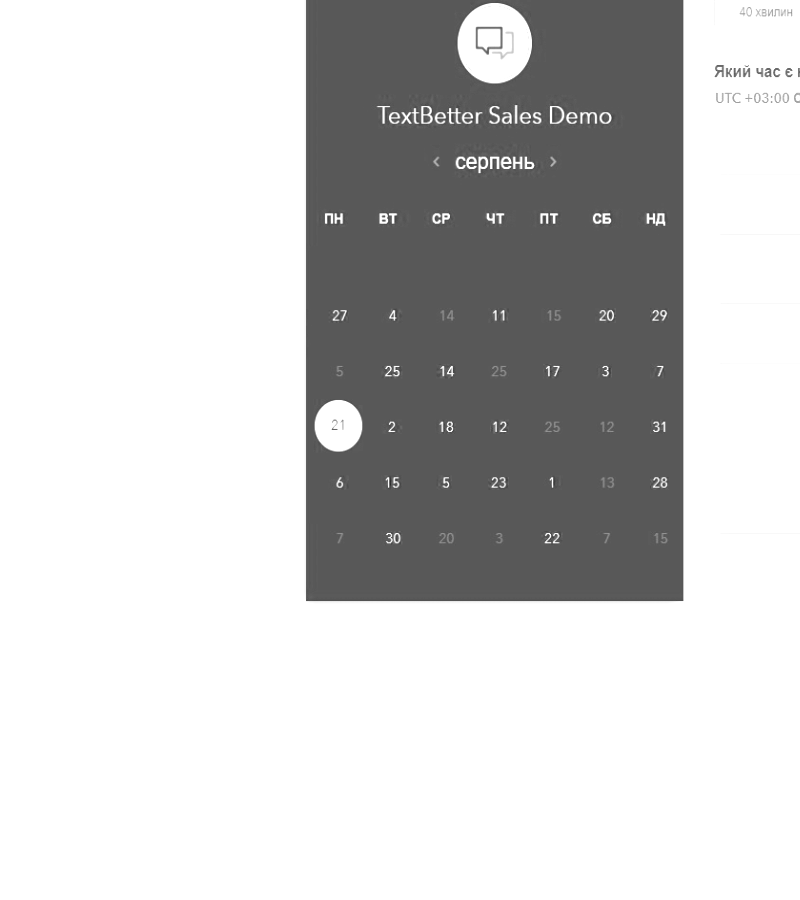 40 хвилин
Який час є
UTC +03:00
TextBetter Sales Demo
‹ серпень ›
ПН ВТ СР ЧТ ПТ СБ НД
27 4 14 11 15 20 29
5 25 14 25 17 3 7
21 2 18 12 25 12 31
6 15 5 23 1 13 28
7 30 20 3 22 7 15